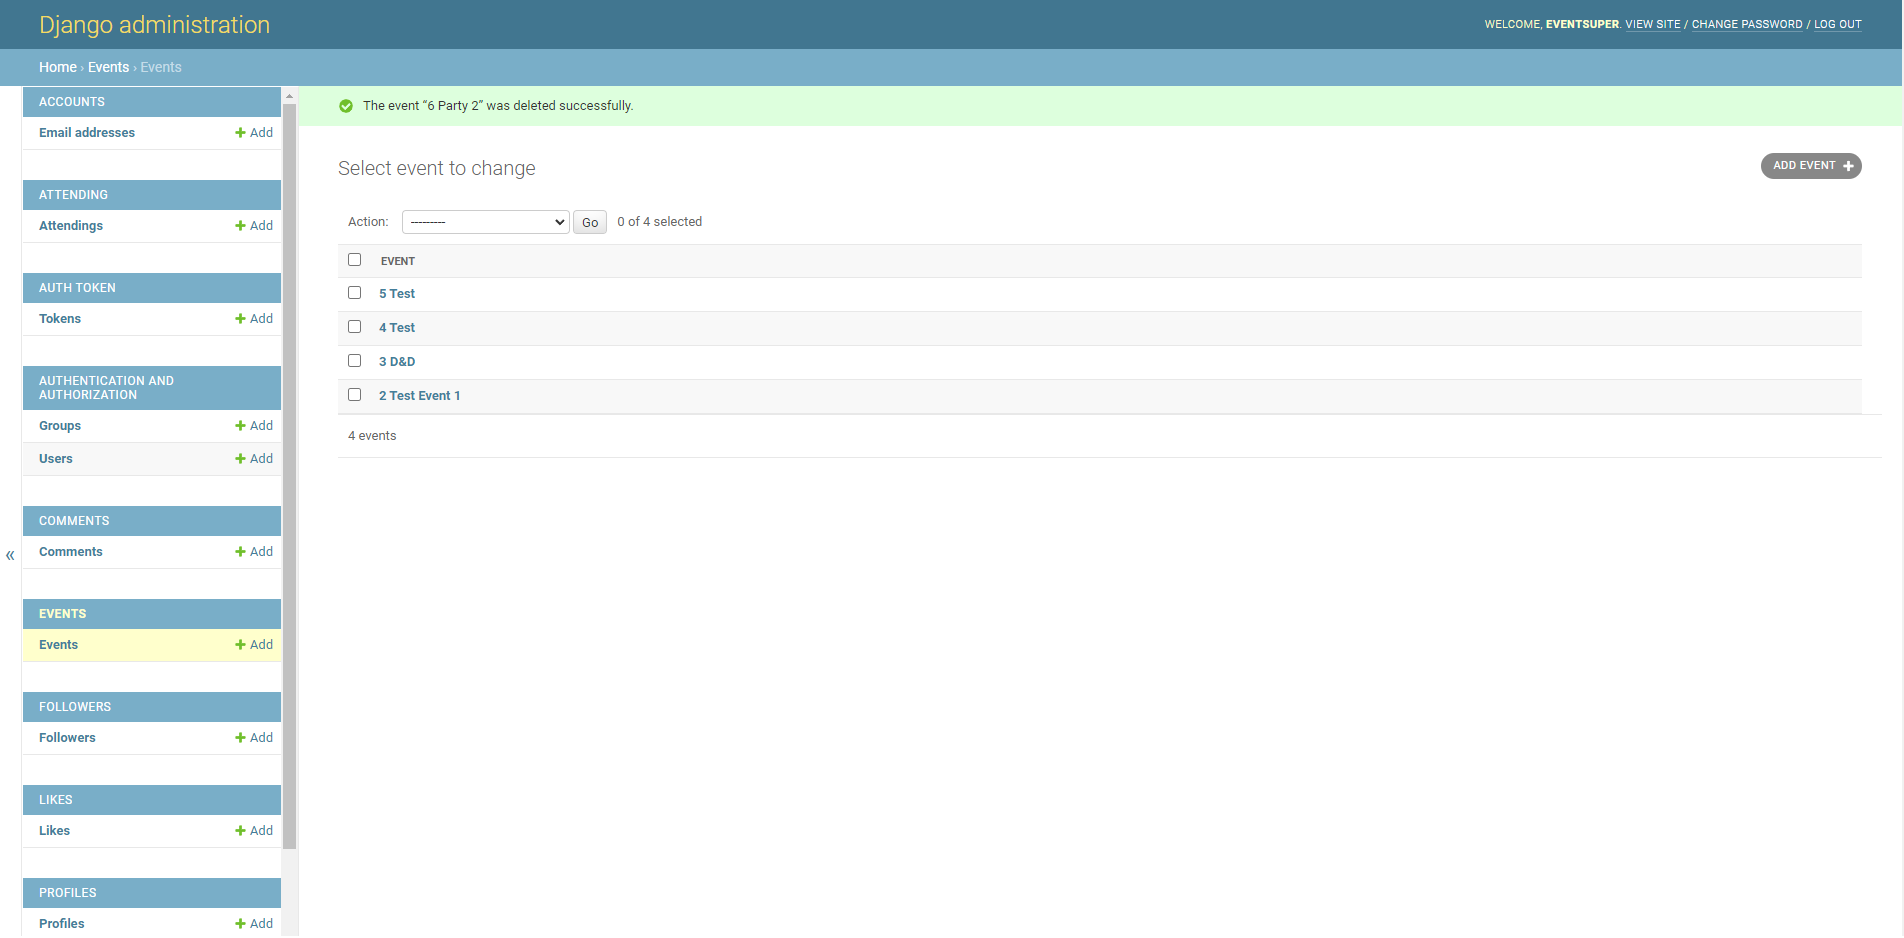 Django administration
WELCOME, EVENTSUPER. VIEW SITE / CHANGE PASSWORD / LOG OUT
Home › Events › Events
ACCOUNTS
Email addresses Add
ATTENDING
Attendings Add
AUTH TOKEN
Tokens Add
AUTHENTICATION AND
AUTHORIZATION
Groups Add
Users Add
COMMENTS
Comments Add
EVENTS
Events Add
FOLLOWERS
Followers Add
LIKES
Likes Add
PROFILES
Profiles Add
«
The event “6 Party 2” was deleted successfully.
Select event to change
ADD EVENT
Action: --------- Go 0 of 4 selected
EVENT
5 Test
4 Test
3 D&D
2 Test Event 1
4 events